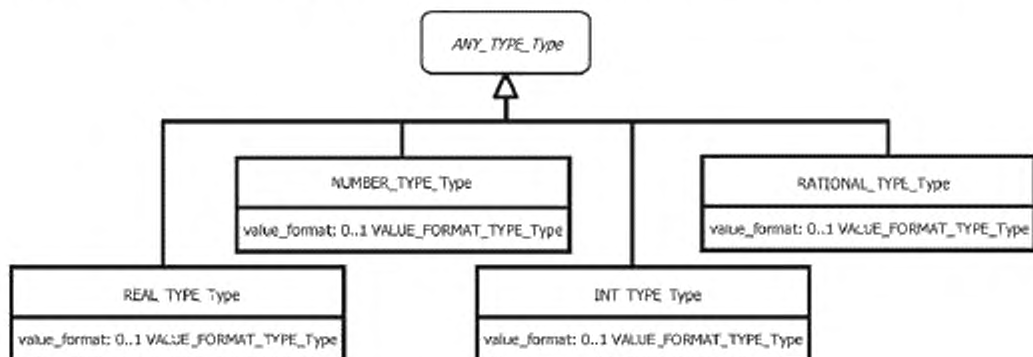 ANY_TYPE_Type
NUMBER_TYPE_Type
value_format: 0..1 VALUE_FORMAT_TYPE_Type
RATIONAL_TYPE_Type
value_format: 0..1 VALUE_FORMAT_TYPE_Type
REAL_TYPE_Type
value_format: 0..1 VALUE_FORMAT_TYPE_Type
INT_TYPE_Type
value_format: 0..1 VALUE_FORMAT_TYPE_Type